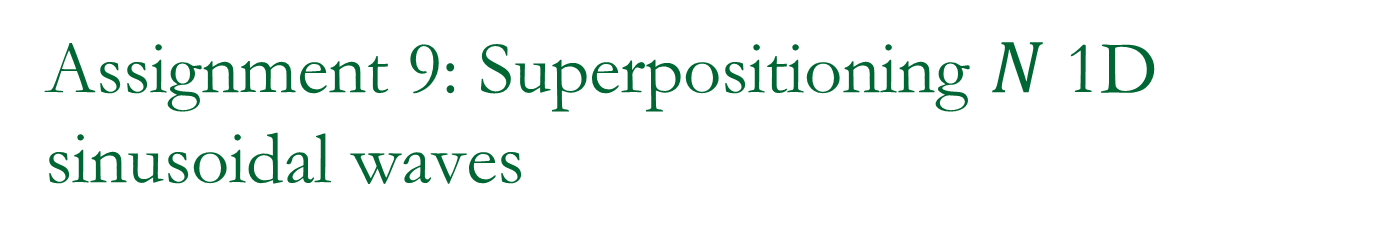 Assignment 9: Superpositioning N 1D
sinusoidal waves